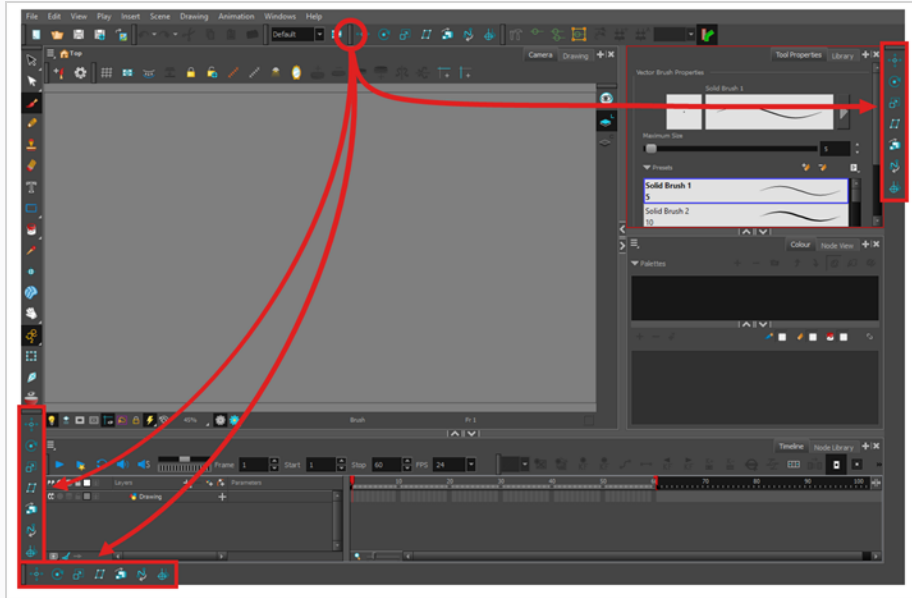 File Edit View Play Insert Scene Drawing Animation Windows Help
Default
Top
Camera Drawing
Tool Properties Library
Vector Brush Properties
Solid Brush 1
Maximum Size
5
Presets
Solid Brush 1
5
Solid Brush 2
10
Colour Node View
Palettes
40%
Brush
Fr 1
Timeline Node Library
Frame 1 Start 1 Stop 60 FPS 24
Layers Parameters
10 20 30 40 50 60 70 80 90 100
Drawing